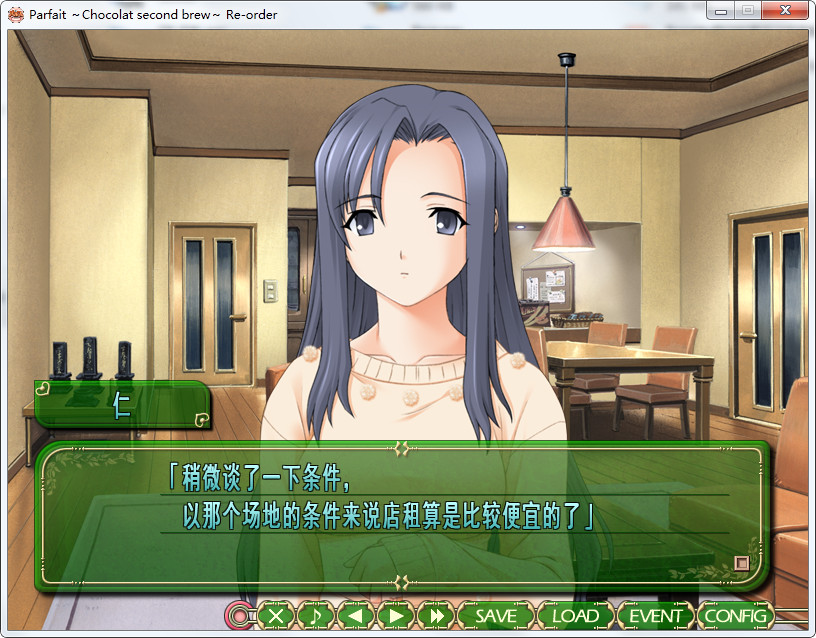 Parfait ~Chocolat second brew~ Re-order
仁
「稍微谈了一下条件，
以那个场地的条件来说店租算是比较便宜的了」
SAVE LOAD EVENT CONFIG